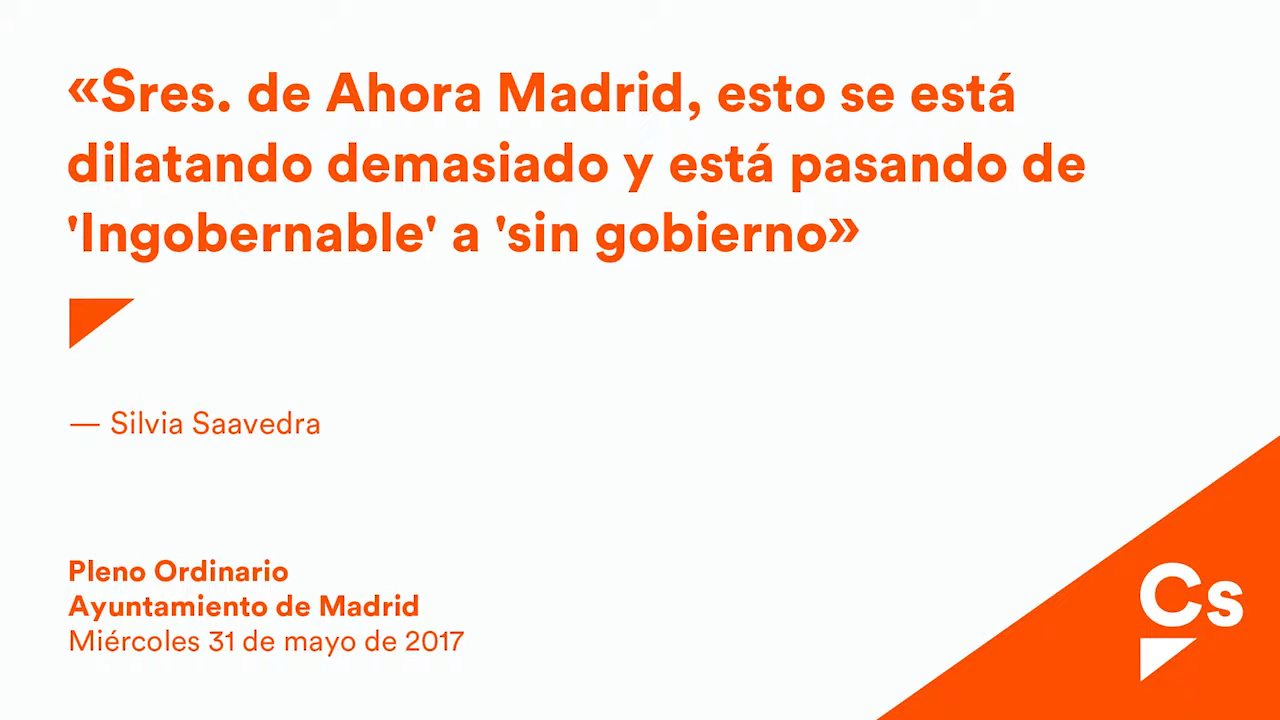 «Sres. de Ahora Madrid, esto se está
dilatando demasiado y está pasando de
'Ingobernable' a 'sin gobierno»
— Silvia Saavedra
Pleno Ordinario
Ayuntamiento de Madrid
Miércoles 31 de mayo de 2017
Cs